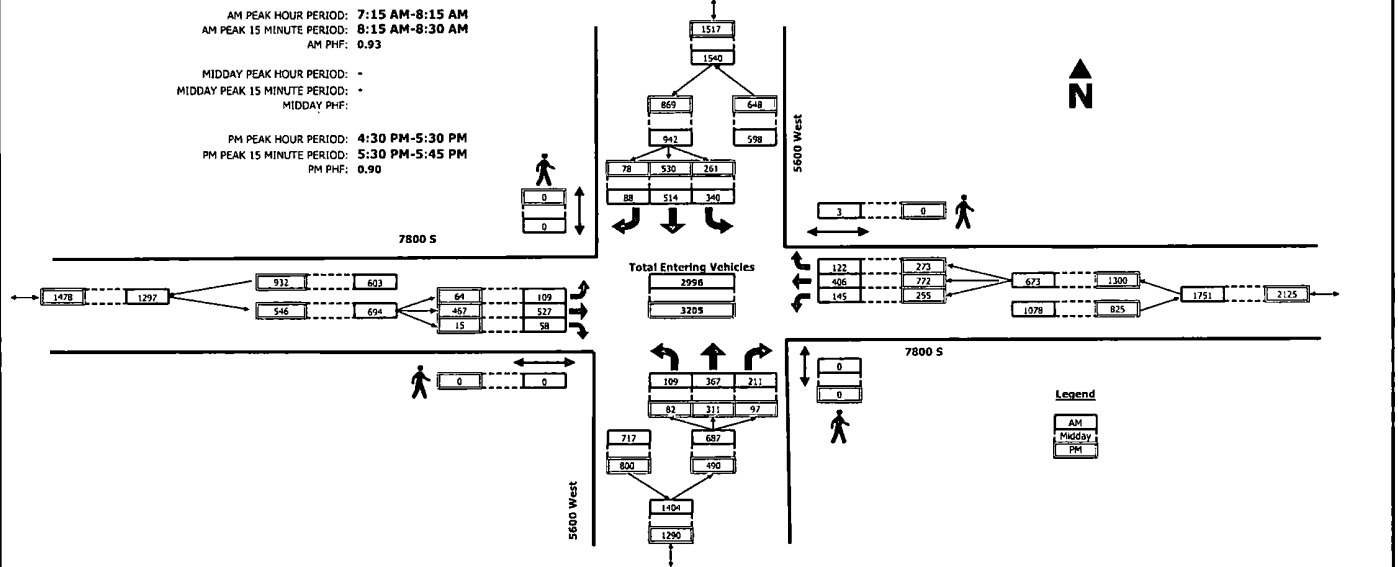 AM PEAK HOUR PERIOD: 7:15 AM-8:15 AM
AM PEAK 15 MINUTE PERIOD: 8:15 AM-8:30 AM
AM PHF: 0.93
MIDDAY PEAK HOUR PERIOD: -
MIDDAY PEAK 15 MINUTE PERIOD: -
MIDDAY PHF:
PM PEAK HOUR PERIOD: 4:30 PM-5:30 PM
PM PEAK 15 MINUTE PERIOD: 5:30 PM-5:45 PM
PM PHF: 0.90
1517
1540
869 648
942 598
78 530 261
88 514 340
5600 West
N
0
0
3 0
7800 S
Total Entering Vehicles
2996
3205
1478 1297
932 603
546 694
64 109
467 527
15 58
122 273
406 772
145 255
673 1300
1078 825
1751 2125
7800 S
0 0
109 367 211
82 311 97
717 687
800 490
1404
1290
5600 West
0
0
Legend
AM
Midday
PM